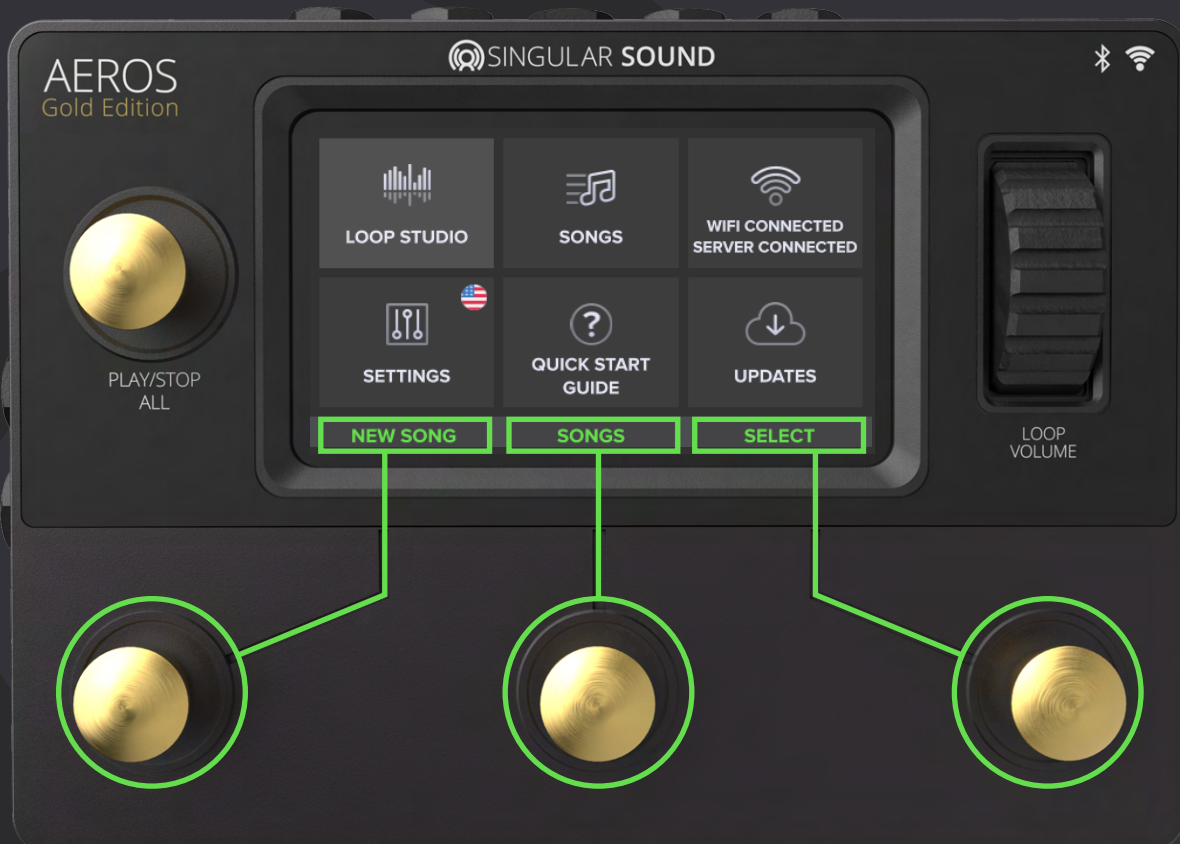 SINGULAR SOUND
AEROS
Gold Edition
LOOP STUDIO
SONGS
WIFI CONNECTED
SERVER CONNECTED
SETTINGS
?
QUICK START
GUIDE
UPDATES
PLAY/STOP
ALL
NEW SONG
SONGS
SELECT
LOOP
VOLUME